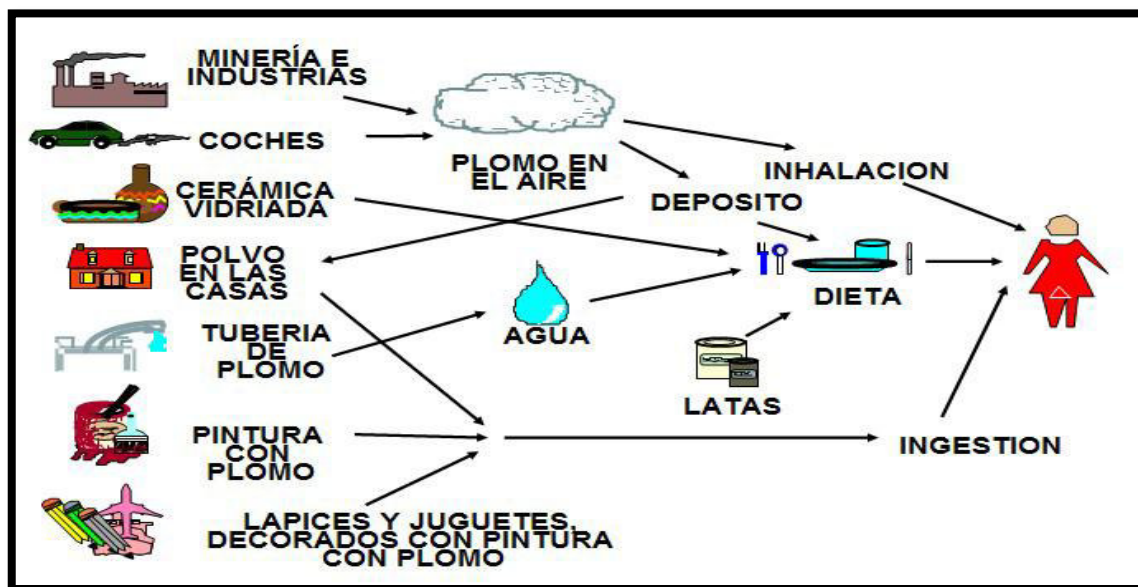 MINERÍA E
INDUSTRIAS
COCHES
PLOMO EN
EL AIRE
INHALACION
CERÁMICA
VIDRIADA
DEPOSITO
POLVO
EN LAS
CASAS
DIETA
AGUA
TUBERIA
DE
PLOMO
LATAS
PINTURA
CON
PLOMO
INGESTION
LAPICES Y JUGUETES,
DECORADOS CON PINTURA
CON PLOMO